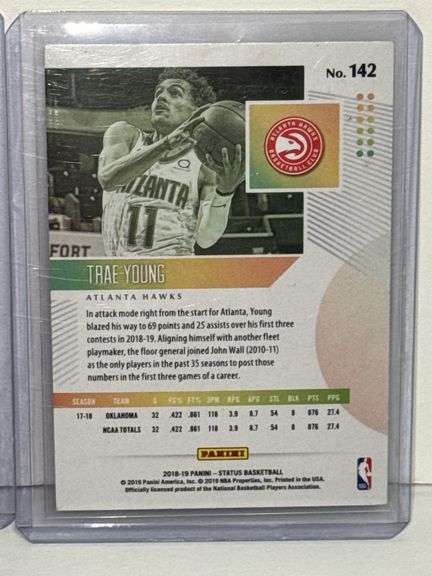 No. 142
ATLANTA HAWKS
BASKETBALL CLUB
ATLANTA
11
FORT
TRAE YOUNG
ATLANTA HAWKS
In attack mode right from the start for Atlanta, Young
blazed his way to 69 points and 25 assists over his first three
contests in 2018-19. Aligning himself with another fleet
playmaker, the floor general joined John Wall (2010-11)
as the only players in the past 35 seasons to post those
numbers in the first three games of a career.
SEASON TEAM G FG% FT% 3PM RPG APG STL BLK PTS PPG
17-18 OKLAHOMA 32 .422 .861 118 3.9 8.7 54 8 876 27.4
NCAA TOTALS 32 .422 .861 118 3.9 8.7 54 8 876 27.4
PANINI
2018-19 PANINI – STATUS BASKETBALL
© 2019 Panini America, Inc. © 2019 NBA Properties, Inc. Printed in the USA.
Officially licensed product of the National Basketball Players Association.